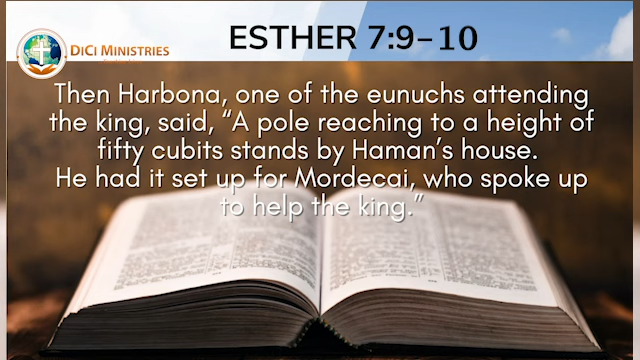 DiCi Ministries
ESTHER 7:9-10
Then Harbona, one of the eunuchs attending
the king, said, “A pole reaching to a height of
fifty cubits stands by Haman’s house.
He had it set up for Mordecai, who spoke up
to help the king.”